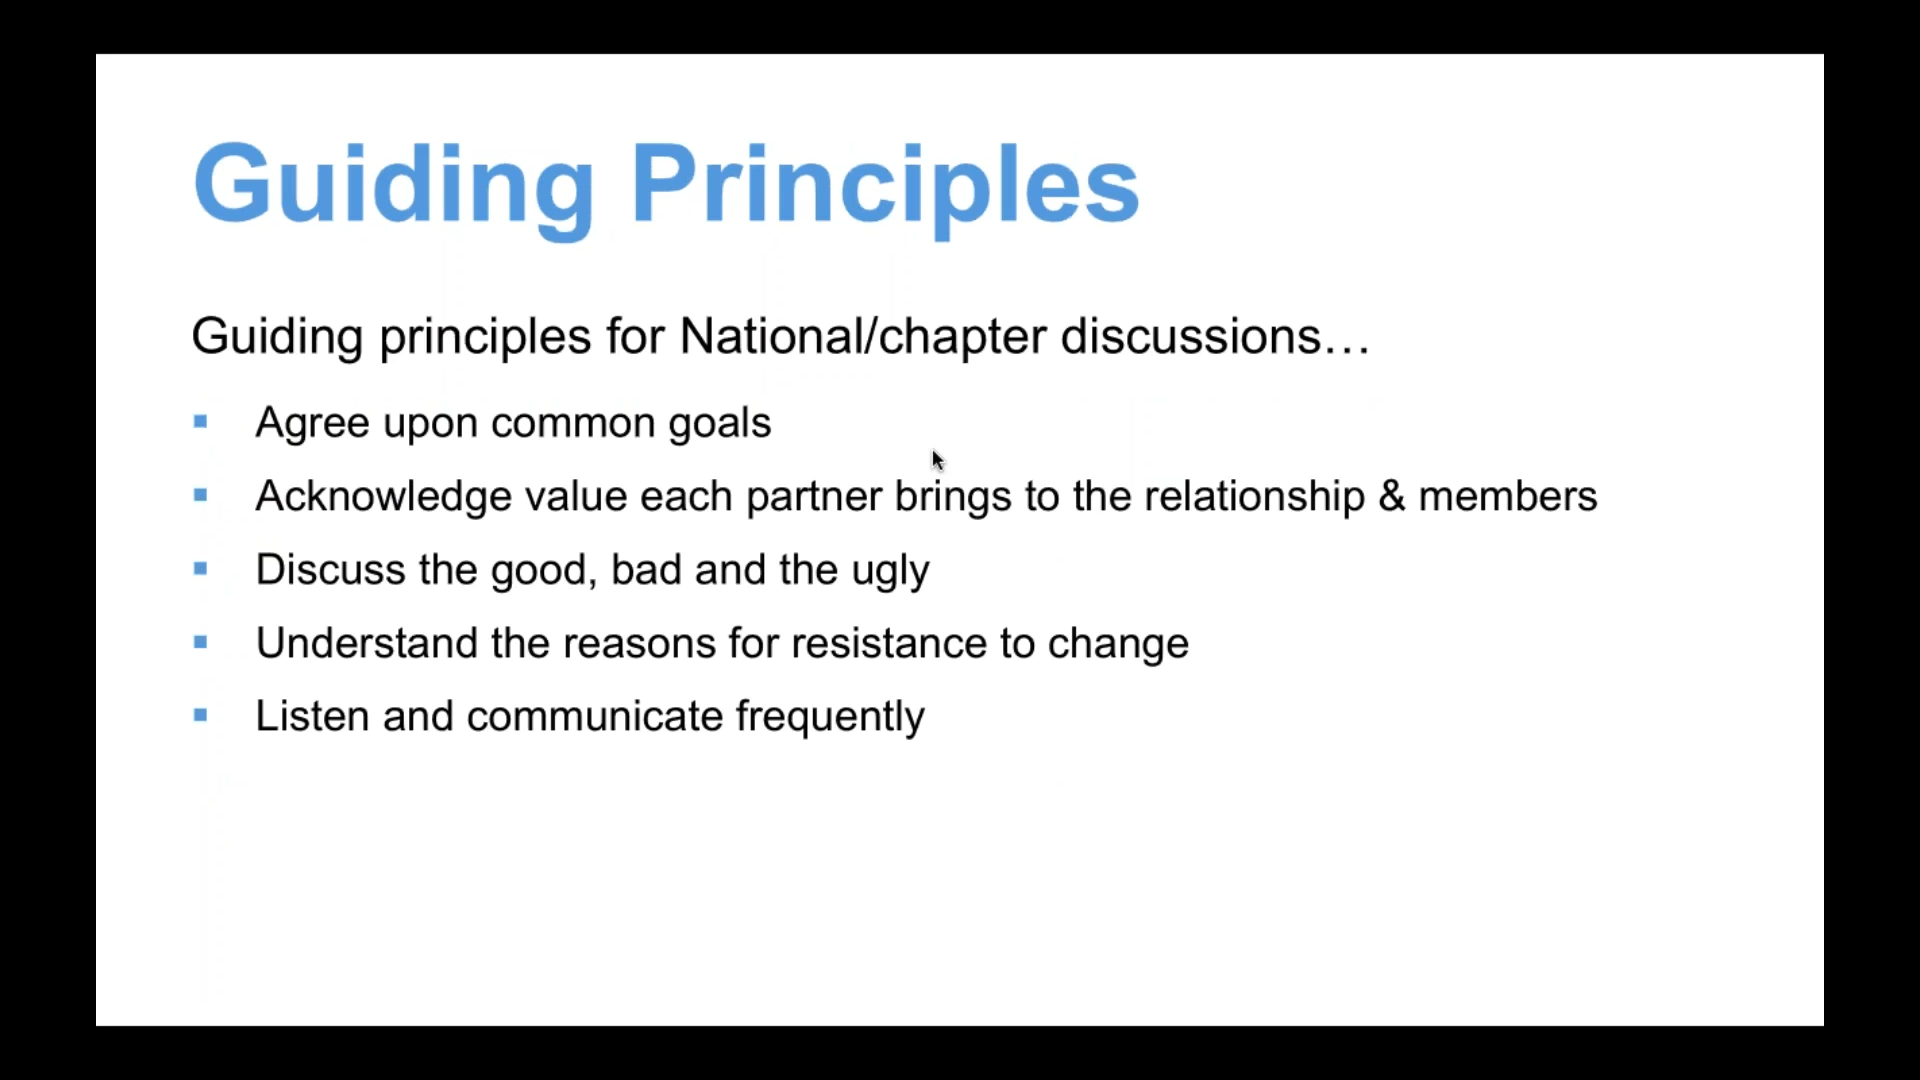 Guiding Principles
Guiding principles for National/chapter discussions…
▪ Agree upon common goals
▪ Acknowledge value each partner brings to the relationship & members
▪ Discuss the good, bad and the ugly
▪ Understand the reasons for resistance to change
▪ Listen and communicate frequently